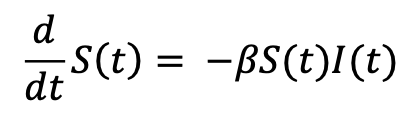 d/dt S(t) = −βS(t)I(t)